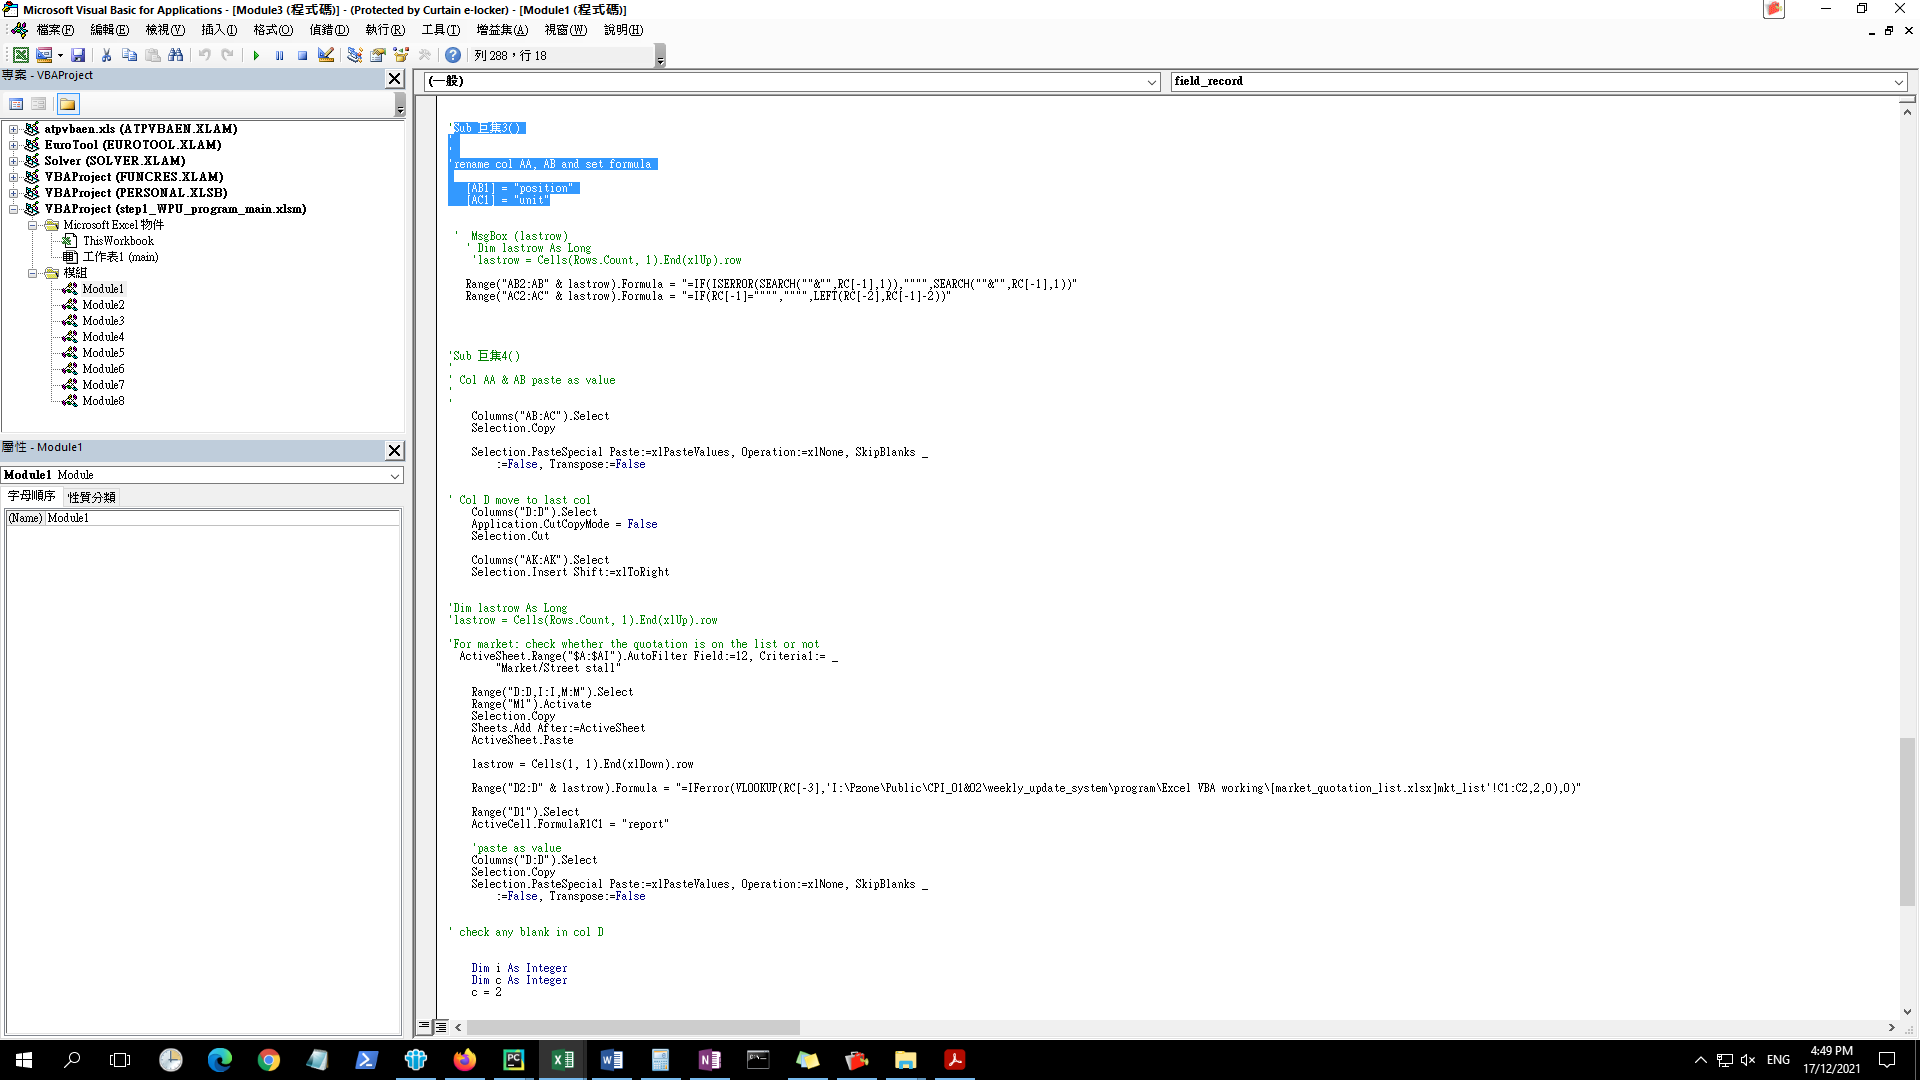 Microsoft Visual Basic for Applications - [Module3 (程式碼)] - (Protected by Curtain e-locker) - [Module1 (程式碼)]
檔案(F) 編輯(E) 檢視(V) 插入(I) 格式(O) 偵錯(D) 執行(R) 工具(T) 增益集(A) 視窗(W) 說明(H)
列 288，行 18
專案 - VBAProject
atpvbaen.xls (ATPVBAEN.XLAM)
EuroTool (EUROTOOL.XLAM)
Solver (SOLVER.XLAM)
VBAProject (FUNCRES.XLAM)
VBAProject (PERSONAL.XLSB)
VBAProject (step1_WPU_program_main.xlsm)
Microsoft Excel 物件
ThisWorkbook
工作表1 (main)
模組
Module1
Module2
Module3
Module4
Module5
Module6
Module7
Module8
屬性 - Module1
Module1 Module
字母順序 性質分類
(Name) Module1
(一般) field_record
'Sub 巨集3()
'
'
'rename col AA, AB and set formula
'
[AB1] = "position"
[AC1] = "unit"
' MsgBox (lastrow)
' Dim lastrow As Long
'lastrow = Cells(Rows.Count, 1).End(xlUp).row
Range("AB2:AB" & lastrow).Formula = "=IF(ISERROR(SEARCH(""&"",RC[-1],1)),"""",SEARCH(""&"",RC[-1],1))"
Range("AC2:AC" & lastrow).Formula = "=IF(RC[-1]="""","""",LEFT(RC[-2],RC[-1]-2))"
'Sub 巨集4()
'
' Col AA & AB paste as value
'
'
Columns("AB:AC").Select
Selection.Copy
Selection.PasteSpecial Paste:=xlPasteValues, Operation:=xlNone, SkipBlanks _
:=False, Transpose:=False
' Col D move to last col
Columns("D:D").Select
Application.CutCopyMode = False
Selection.Cut
Columns("AK:AK").Select
Selection.Insert Shift:=xlToRight
'Dim lastrow As Long
'lastrow = Cells(Rows.Count, 1).End(xlUp).row
'For market: check whether the quotation is on the list or not
ActiveSheet.Range("$A:$AI").AutoFilter Field:=12, Criteria1:= _
"Market/Street stall"
Range("D:D,I:I,M:M").Select
Range("M1").Activate
Selection.Copy
Sheets.Add After:=ActiveSheet
ActiveSheet.Paste
lastrow = Cells(1, 1).End(xlDown).row
Range("D2:D" & lastrow).Formula = "=IFerror(VLOOKUP(RC[-3],'I:\Pzone\Public\CPI_01&02\weekly_update_system\program\Excel VBA working\[market_quotation_list.xlsx]mkt_list'!C1:C2,2,0),0)"
Range("D1").Select
ActiveCell.FormulaR1C1 = "report"
'paste as value
Columns("D:D").Select
Selection.Copy
Selection.PasteSpecial Paste:=xlPasteValues, Operation:=xlNone, SkipBlanks _
:=False, Transpose:=False
' check any blank in col D
Dim i As Integer
Dim c As Integer
c = 2
ENG
4:49 PM
17/12/2021